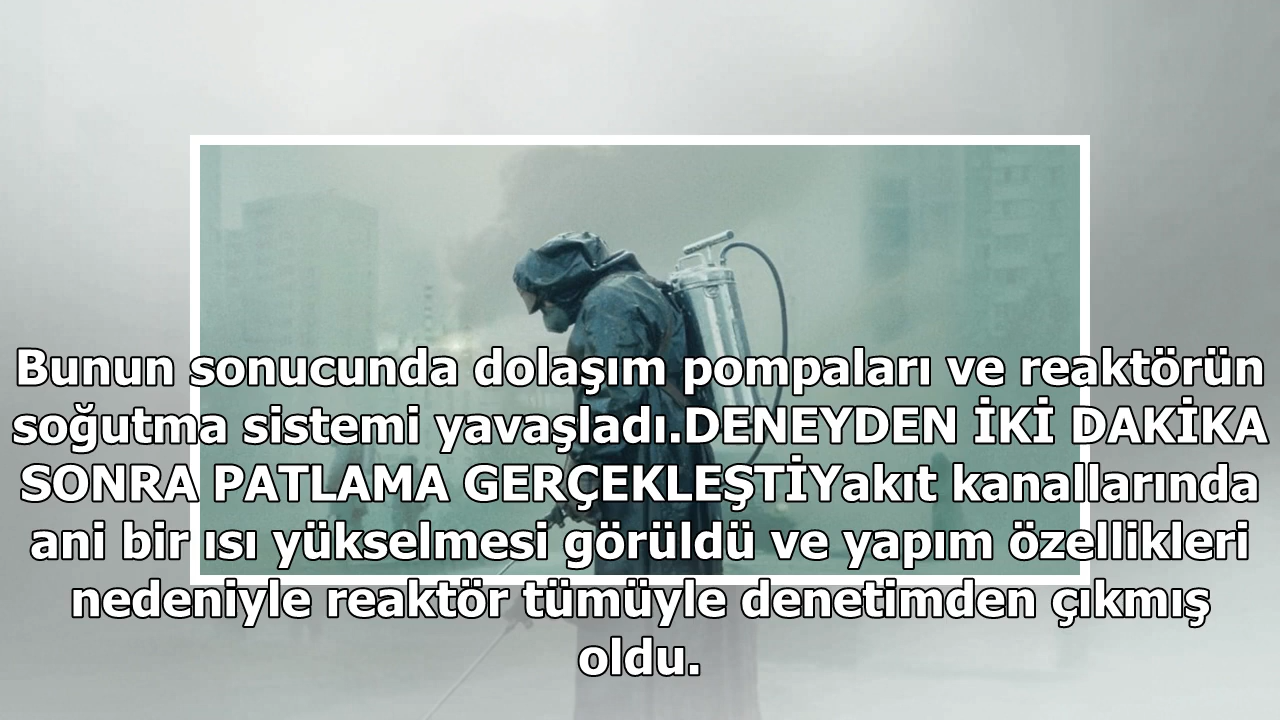 Bunun sonucunda dolaşım pompaları ve reaktörün
soğutma sistemi yavaşladı.DENEYDEN İKİ DAKİKA
SONRA PATLAMA GERÇEKLEŞTİYakıt kanallarında
ani bir ısı yükselmesi görüldü ve yapım özellikleri
nedeniyle reaktör tümüyle denetimden çıkmış
oldu.